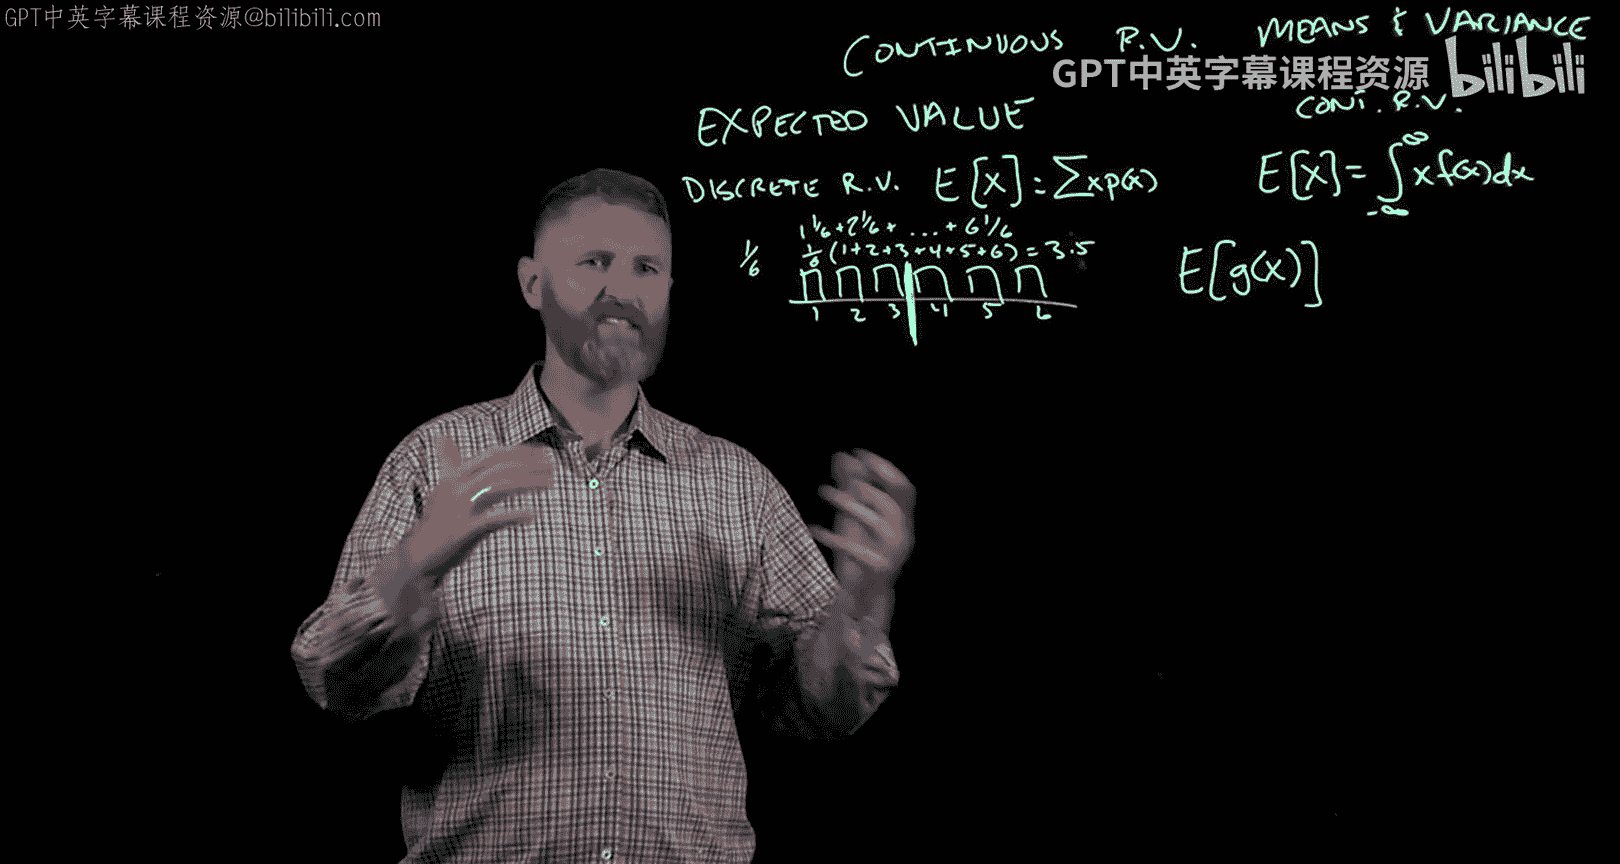 GPT中英字幕课程资源@bilibili.com
CONTINUOUS R.V. MEANS & VARIANCE
GPT中英字幕课程资源 bilibili
EXPECTED VALUE
CONT. R.V.
DISCRETE R.V. E[X] = ∑xp(x)
E[X] = ∫_{-∞}^{∞} x f(x) dx
1 1/6 + 2 1/6 + ... + 6 1/6
1/6
1/6 (1+2+3+4+5+6) = 3.5
E[g(x)]
1 2 3 4 5 6